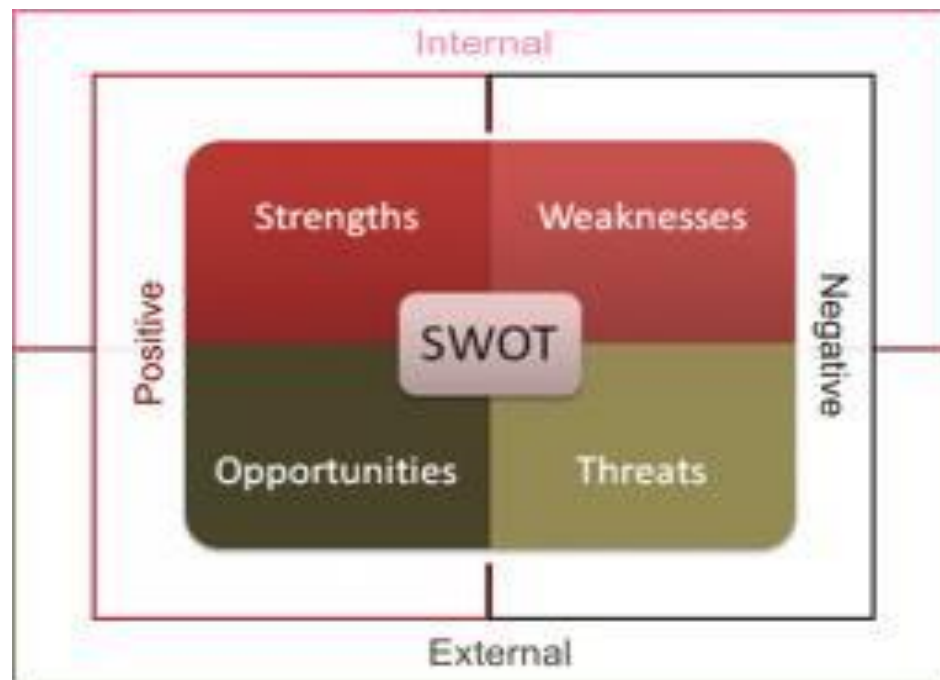 Internal
Strengths
Weaknesses
Positive
SWOT
Negative
Opportunities
Threats
External